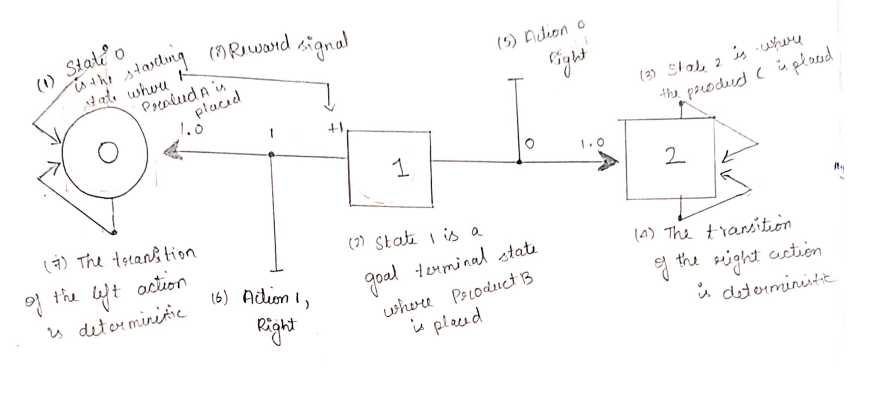 (1) State 0
is the starting
state where
Product A is
placed
(8) Reward signal
1.0
1
+1
0
1
(5) Action 0
Right
0
1.0
2
(3) State 2 is where
the product C is placed
(7) The transition
of the left action
is deterministic
(6) Action 1,
Right
(2) State 1 is a
goal terminal state
where Product B
is placed
(4) The transition
of the right action
is deterministic